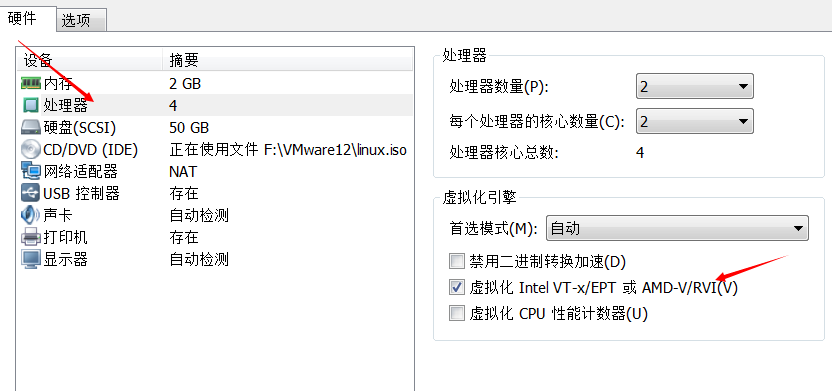 硬件 选项
设备 摘要
内存 2 GB
处理器 4
硬盘(SCSI) 50 GB
CD/DVD (IDE) 正在使用文件 F:\VMware12\linux.iso
网络适配器 NAT
USB 控制器 存在
声卡 自动检测
打印机 存在
显示器 自动检测
处理器
处理器数量(P): 2
每个处理器的核心数量(C): 2
处理器核心总数: 4
虚拟化引擎
首选模式(M): 自动
禁用二进制转换加速(D)
虚拟化 Intel VT-x/EPT 或 AMD-V/RVI(V)
虚拟化 CPU 性能计数器(U)